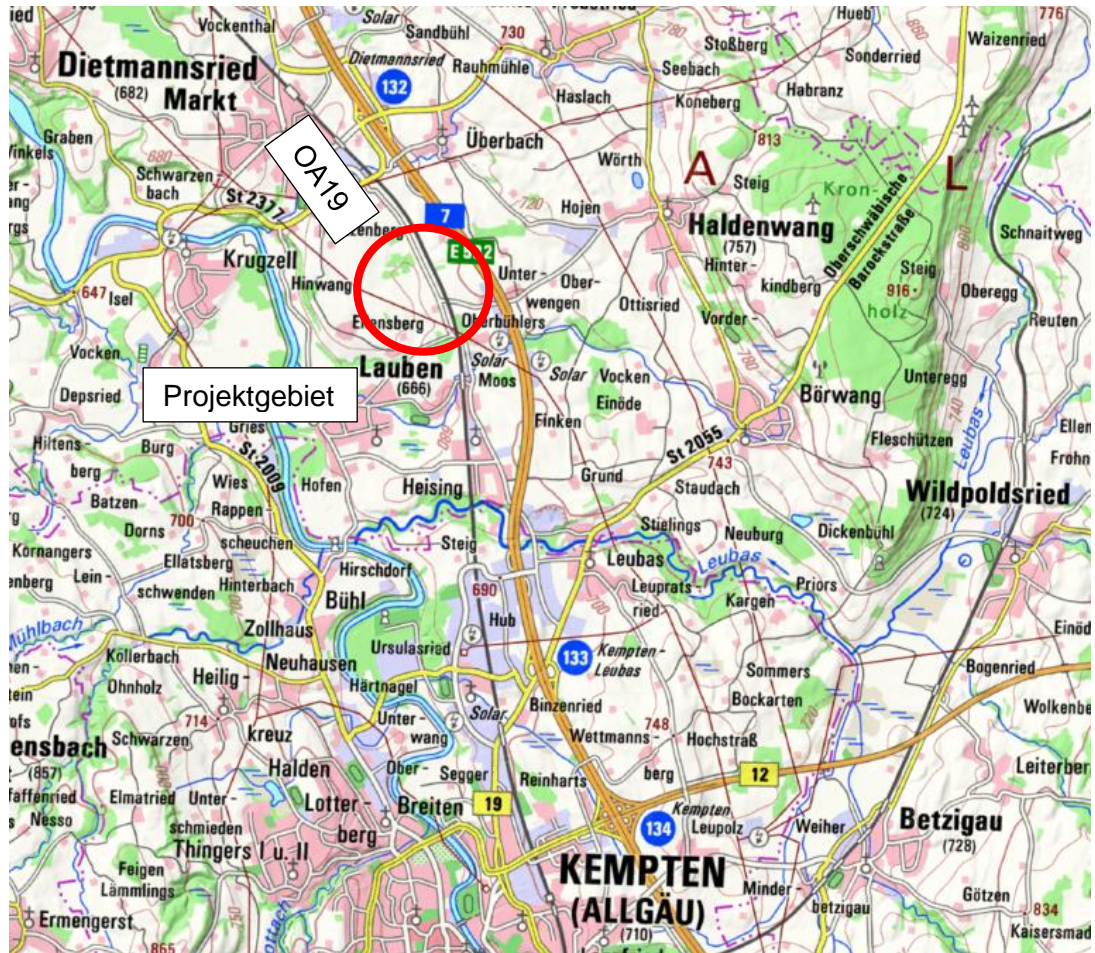 Vockenthal
Solar
Sandbühl
730
Hueb
776
Dietmannsried
(682)
Markt
Dietmannsried
132
Rauhmühle
Stoßberg
Seebach
Sonderried
Waizenried
Haslach
Koneberg
Habranz
Graben
Überbach
813
680
Schwarzen-
bach
OA19
Wörth
A
L
Steig
Kron-
St 2377
7
720
Hojen
Haldenwang
(757)
Oberschwäbische
Barockstraße
860
Schnaitweg
Krugzell
Hinwang
Unter-
Ober-
wengen
Hinter-
kindberg
Steig
916
holz
Oberegg
647
Isel
Ottisried
Oberbühlers
Vorder-
Reuten
Vocken
Lauben
(666)
Solar
Moos
Solar
Vocken
Einöde
780
Börwang
Unteregg
740
Depsried
Projektgebiet
680
Finken
Leubas
Gries
Hiltens-
berg
Burg
St 2009
St 2055
Fleschützen
Ellen
Wies
Hofen
Heising
Grund
743
Staudach
Frohn
Batzen
Rappen-
scheuchen
Wildpoldsried
(724)
Dorns
700
Steig
Stielings
Neuburg
Dickenbühl
Kornangers
Ellatsberg
Hirschdorf
Leubas
Leubas
Lein-
schwenden
Hinterbach
690
Leuprats-
ried
700
Kargen
Priors
Bühl
Hub
Mühlbach
Zollhaus
Ursulasried
133
Kempten-
Leubas
Einöd
Kollerbach
Neuhausen
Sommers
Bogenried
Ohnholz
Heilig-
kreuz
Härtnagel
Bockarten
720
Wolkenbe
714
Unter-
wang
Solar
Binzenried
748
ensbach
(857)
Schwarzen
Wettmanns-
berg
Hochstraß
Halden
Ober-
Segger
Reinharts
12
Leiterber
Elmatried
Unter-
schmieden
Nesso
Lotter-
berg
Breiten
19
Kempten
Leupolz
134
Weiher
Betzigau
(728)
Thingers I u. II
Feigen
Lämmlings
KEMPTEN
(ALLGÄU)
(710)
Minder-
betzigau
Götzen
834
Ermengerst
750
865
Kaisersmad